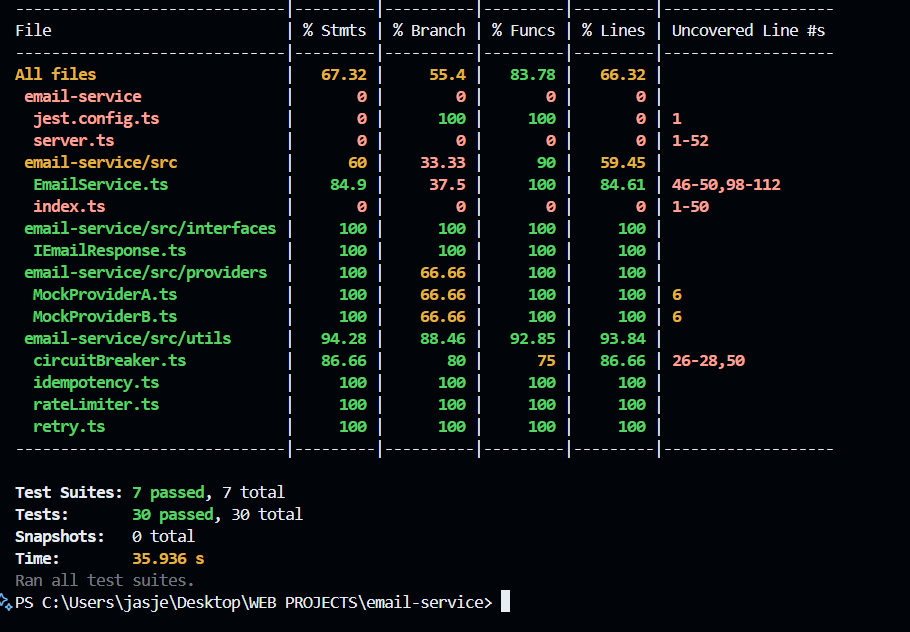 ------------------------------|---------|----------|---------|---------|-------------------
File                          | % Stmts | % Branch | % Funcs | % Lines | Uncovered Line #s
------------------------------|---------|----------|---------|---------|-------------------
All files                     |   67.32 |     55.4 |   83.78 |   66.32 |
 email-service                |       0 |        0 |       0 |       0 |
  jest.config.ts              |       0 |      100 |     100 |       0 | 1
  server.ts                   |       0 |        0 |       0 |       0 | 1-52
 email-service/src            |      60 |    33.33 |      90 |   59.45 |
  EmailService.ts             |    84.9 |     37.5 |     100 |   84.61 | 46-50,98-112
  index.ts                    |       0 |        0 |       0 |       0 | 1-50
 email-service/src/interfaces |     100 |      100 |     100 |     100 |
  IEmailResponse.ts           |     100 |      100 |     100 |     100 |
 email-service/src/providers  |     100 |    66.66 |     100 |     100 |
  MockProviderA.ts            |     100 |    66.66 |     100 |     100 | 6
  MockProviderB.ts            |     100 |    66.66 |     100 |     100 | 6
 email-service/src/utils      |   94.28 |    88.46 |   92.85 |   93.84 |
  circuitBreaker.ts           |   86.66 |       80 |      75 |   86.66 | 26-28,50
  idempotency.ts              |     100 |      100 |     100 |     100 |
  rateLimiter.ts              |     100 |      100 |     100 |     100 |
  retry.ts                    |     100 |      100 |     100 |     100 |
------------------------------|---------|----------|---------|---------|-------------------
Test Suites: 7 passed, 7 total
Tests:       30 passed, 30 total
Snapshots:   0 total
Time:        35.936 s
Ran all test suites.
PS C:\Users\jasje\Desktop\WEB PROJECTS\email-service>